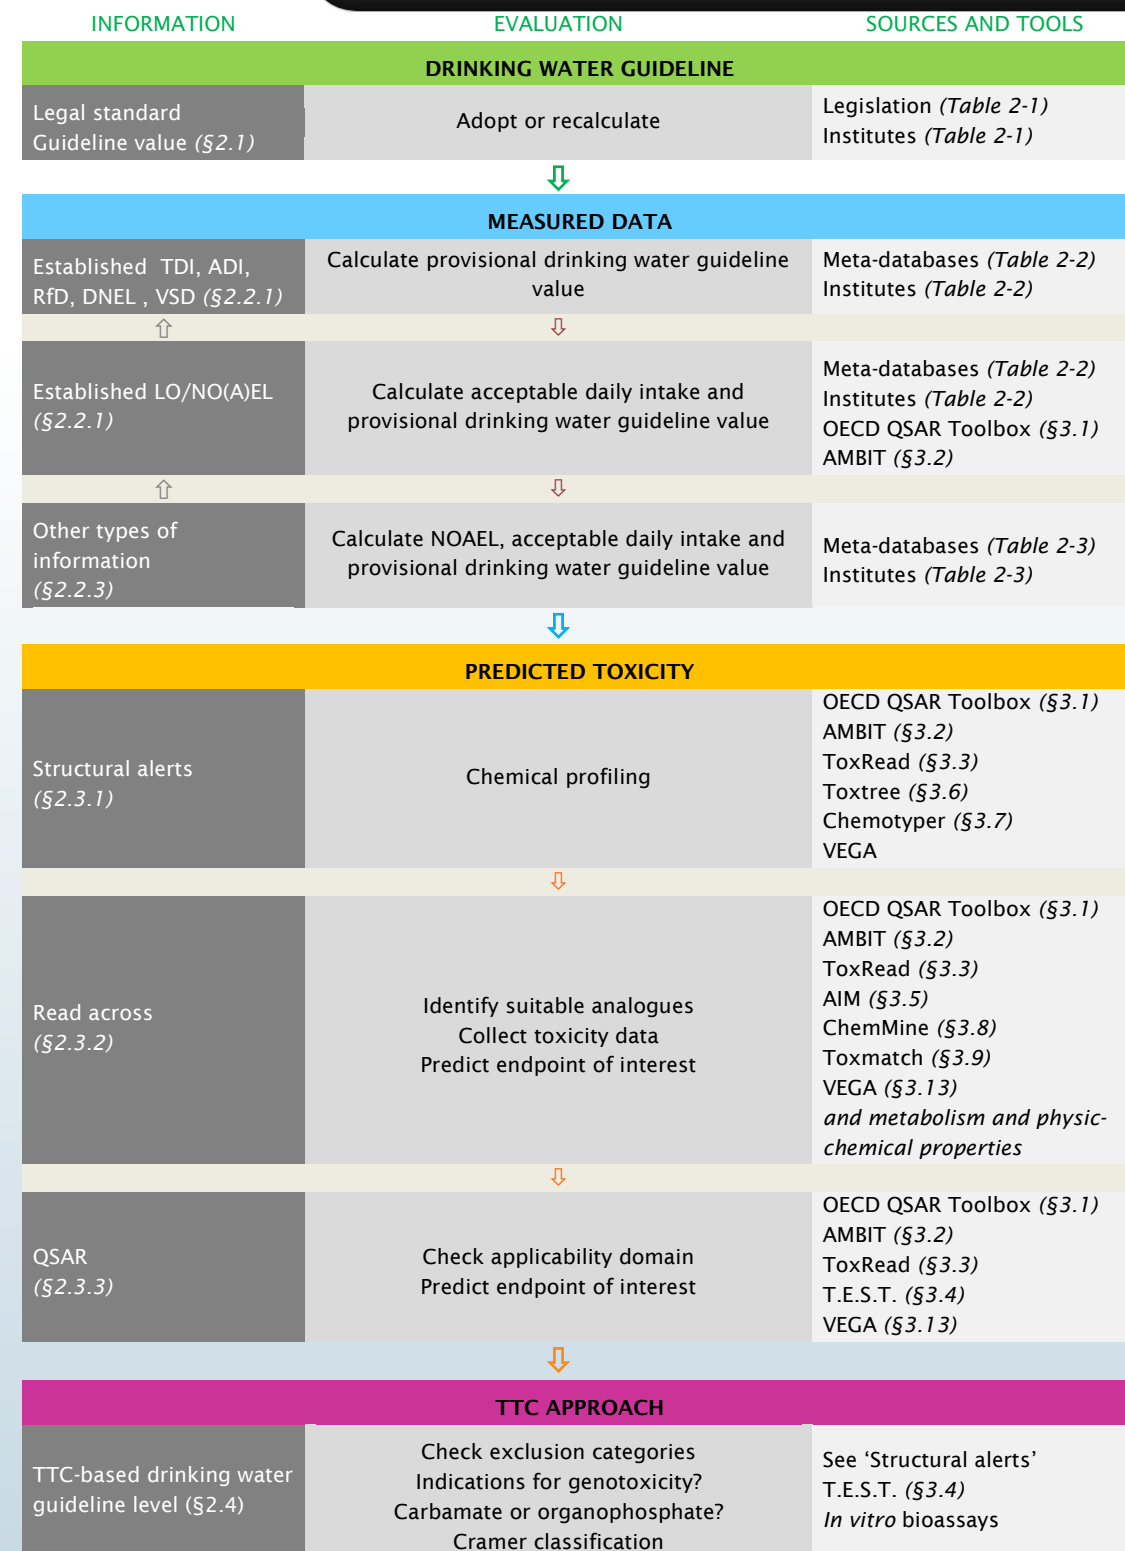 INFORMATION
EVALUATION
SOURCES AND TOOLS
DRINKING WATER GUIDELINE
Legal standard
Guideline value (§2.1)
Adopt or recalculate
Legislation (Table 2-1)
Institutes (Table 2-1)
MEASURED DATA
Established TDI, ADI,
RfD, DNEL , VSD (§2.2.1)
Calculate provisional drinking water guideline
value
Meta-databases (Table 2-2)
Institutes (Table 2-2)
Established LO/NO(A)EL
(§2.2.1)
Calculate acceptable daily intake and
provisional drinking water guideline value
Meta-databases (Table 2-2)
Institutes (Table 2-2)
OECD QSAR Toolbox (§3.1)
AMBIT (§3.2)
Other types of
information
(§2.2.3)
Calculate NOAEL, acceptable daily intake and
provisional drinking water guideline value
Meta-databases (Table 2-3)
Institutes (Table 2-3)
PREDICTED TOXICITY
Structural alerts
(§2.3.1)
Chemical profiling
OECD QSAR Toolbox (§3.1)
AMBIT (§3.2)
ToxRead (§3.3)
Toxtree (§3.6)
Chemotyper (§3.7)
VEGA
Read across
(§2.3.2)
Identify suitable analogues
Collect toxicity data
Predict endpoint of interest
OECD QSAR Toolbox (§3.1)
AMBIT (§3.2)
ToxRead (§3.3)
AIM (§3.5)
ChemMine (§3.8)
Toxmatch (§3.9)
VEGA (§3.13)
and metabolism and physic-
chemical properties
QSAR
(§2.3.3)
Check applicability domain
Predict endpoint of interest
OECD QSAR Toolbox (§3.1)
AMBIT (§3.2)
ToxRead (§3.3)
T.E.S.T. (§3.4)
VEGA (§3.13)
TTC APPROACH
TTC-based drinking water
guideline level (§2.4)
Check exclusion categories
Indications for genotoxicity?
Carbamate or organophosphate?
Cramer classification
See ‘Structural alerts’
T.E.S.T. (§3.4)
In vitro bioassays